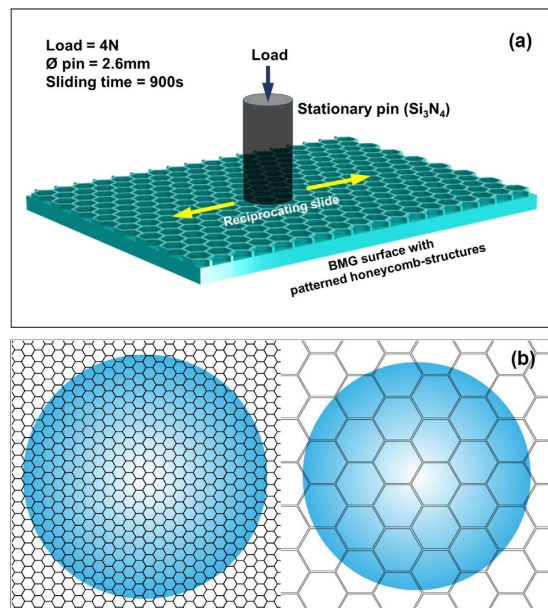 (a)
Load = 4N
Ø pin = 2.6mm
Sliding time = 900s
Load
Stationary pin (Si₃N₄)
Reciprocating slide
BMG surface with
patterned honeycomb-structures
(b)